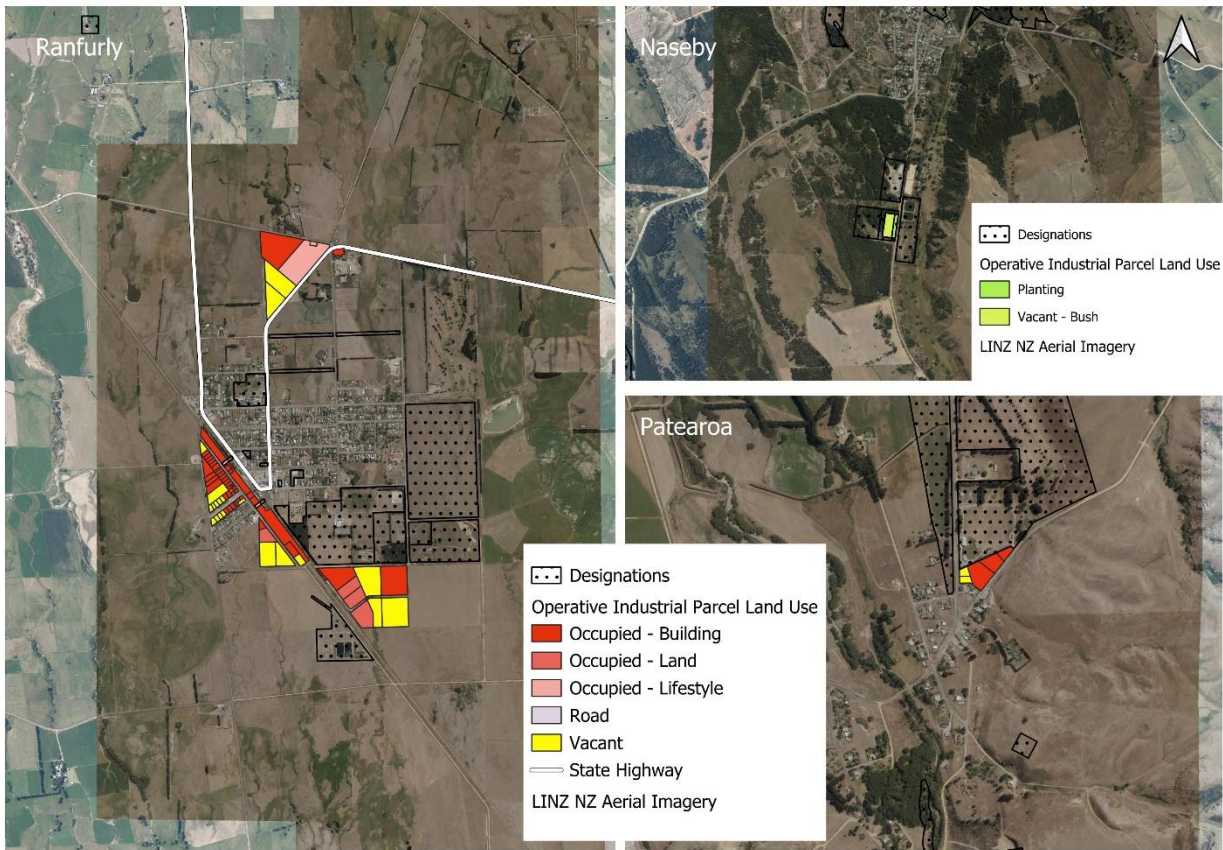 Ranfurly
Designations
Operative Industrial Parcel Land Use
Occupied - Building
Occupied - Land
Occupied - Lifestyle
Road
Vacant
State Highway
LINZ NZ Aerial Imagery
Naseby
Designations
Operative Industrial Parcel Land Use
Planting
Vacant - Bush
LINZ NZ Aerial Imagery
Patearoa